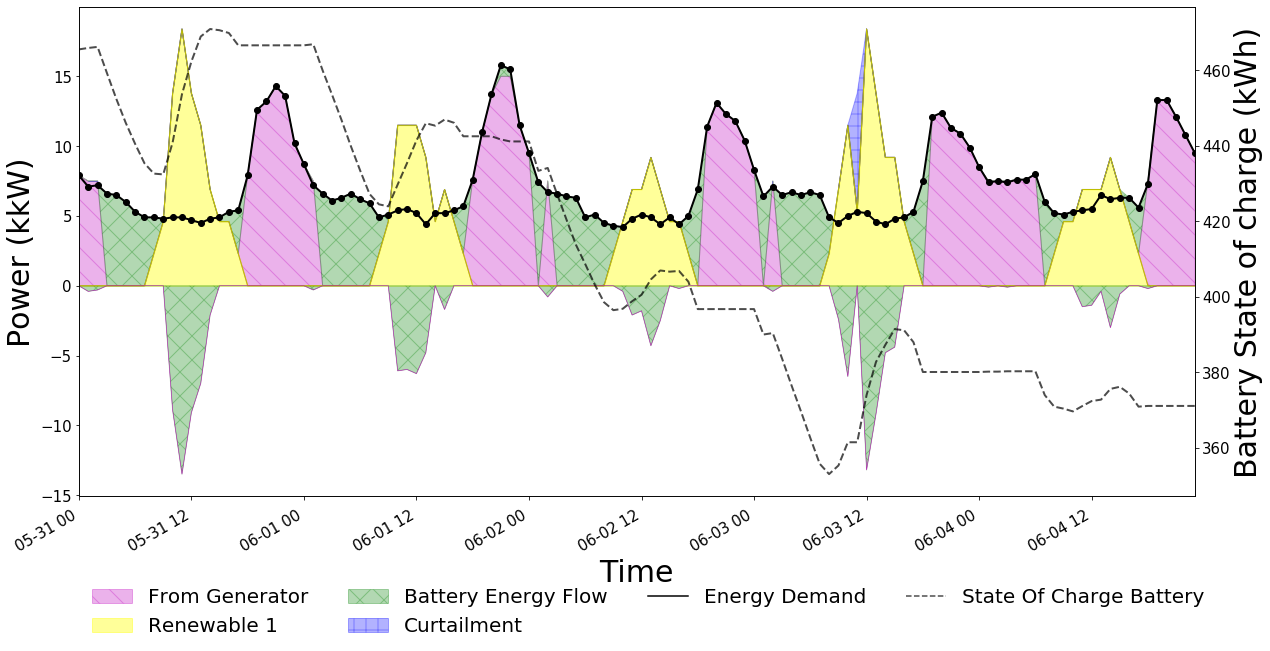 Power (kkW)
15
10
5
0
−5
−10
−15
460
440
420
400
380
360
Battery State of charge (kWh)
05-31 00
05-31 12
06-01 00
06-01 12
06-02 00
06-02 12
06-03 00
06-03 12
06-04 00
06-04 12
Time
From Generator
Battery Energy Flow
Energy Demand
State Of Charge Battery
Renewable 1
Curtailment